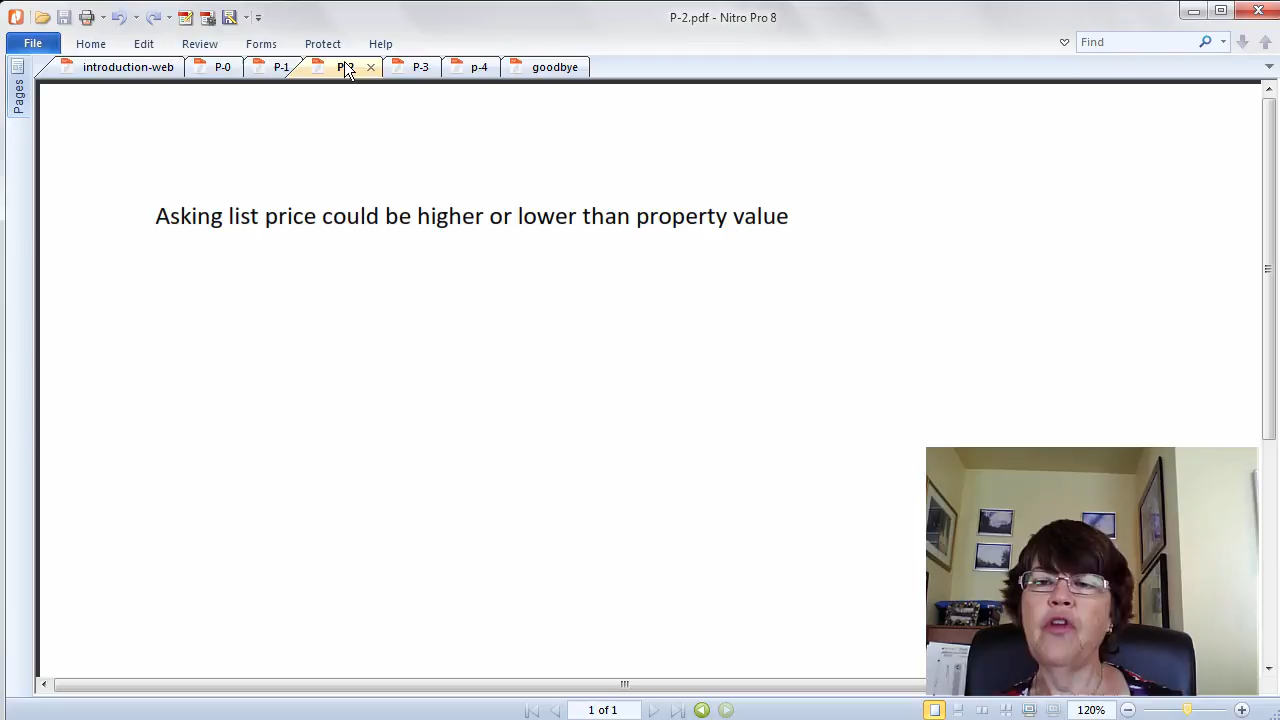 P-2.pdf - Nitro Pro 8
File Home Edit Review Forms Protect Help Find
introduction-web P-0 P-1 P-3 p-4 goodbye
Pages
Asking list price could be higher or lower than property value
1 of 1 120%